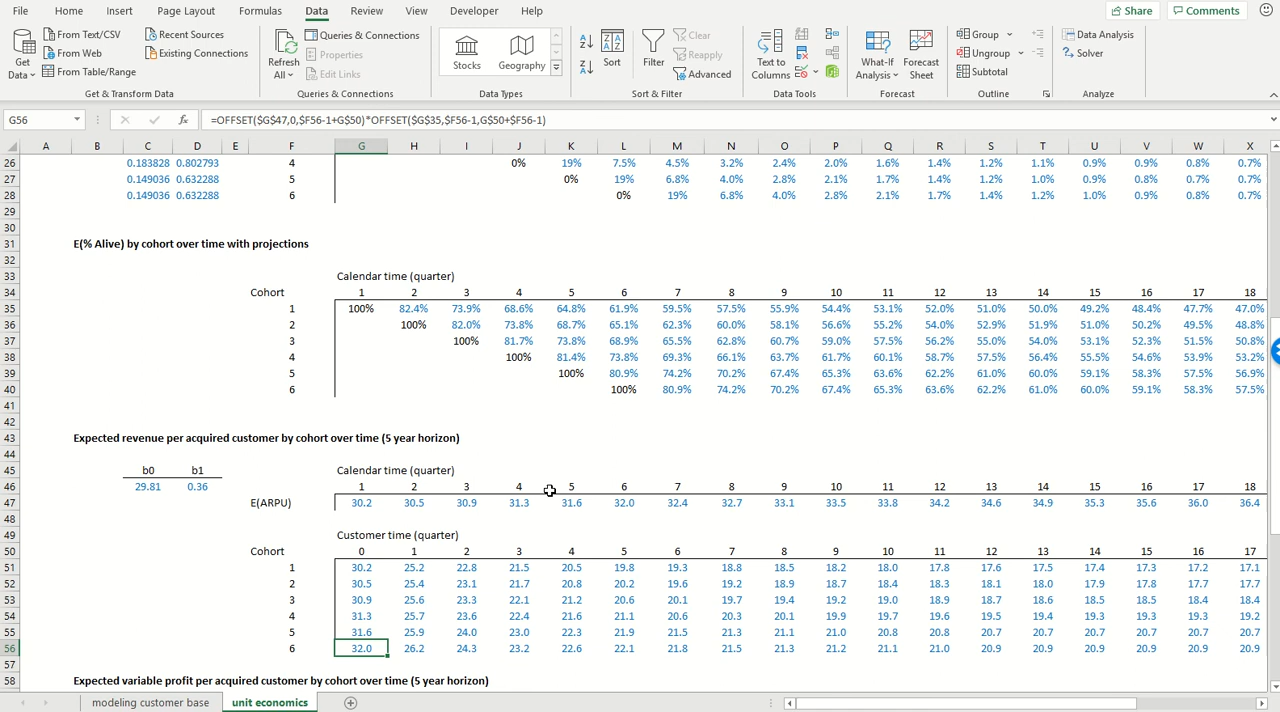 File Home Insert Page Layout Formulas Data Review View Developer Help Share Comments
From Text/CSV Recent Sources Queries & Connections Clear Group Data Analysis
From Web Existing Connections Properties Reapply Ungroup Solver
Get Data From Table/Range Refresh All Edit Links Stocks Geography Sort Filter Advanced Text to Columns What-If Analysis Forecast Sheet Subtotal
Get & Transform Data Queries & Connections Data Types Sort & Filter Data Tools Forecast Outline Analyze
G56 fx =OFFSET($G$47,0,$F56-1+G$50)*OFFSET($G$35,$F56-1,G$50+$F56-1)
A B C D E F G H I J K L M N O P Q R S T U V W X
26 0.183828 0.802793 4 0% 19% 7.5% 4.5% 3.2% 2.4% 2.0% 1.6% 1.4% 1.2% 1.1% 0.9% 0.9% 0.8% 0.7%
27 0.149036 0.632288 5 0% 19% 6.8% 4.0% 2.8% 2.1% 1.7% 1.4% 1.2% 1.0% 0.9% 0.8% 0.7% 0.7%
28 0.149036 0.632288 6 0% 19% 6.8% 4.0% 2.8% 2.1% 1.7% 1.4% 1.2% 1.0% 0.9% 0.8% 0.7%
29
30
31 E(% Alive) by cohort over time with projections
32
33 Calendar time (quarter)
34 Cohort 1 2 3 4 5 6 7 8 9 10 11 12 13 14 15 16 17 18
35 1 100% 82.4% 73.9% 68.6% 64.8% 61.9% 59.5% 57.5% 55.9% 54.4% 53.1% 52.0% 51.0% 50.0% 49.2% 48.4% 47.7% 47.0%
36 2 100% 82.0% 73.8% 68.7% 65.1% 62.3% 60.0% 58.1% 56.6% 55.2% 54.0% 52.9% 51.9% 51.0% 50.2% 49.5% 48.8%
37 3 100% 81.7% 73.8% 68.9% 65.5% 62.8% 60.7% 59.0% 57.5% 56.2% 55.0% 54.0% 53.1% 52.3% 51.5% 50.8%
38 4 100% 81.4% 73.8% 69.3% 66.1% 63.7% 61.7% 60.1% 58.7% 57.5% 56.4% 55.5% 54.6% 53.9% 53.2%
39 5 100% 80.9% 74.2% 70.2% 67.4% 65.3% 63.6% 62.2% 61.0% 60.0% 59.1% 58.3% 57.5% 56.9%
40 6 100% 80.9% 74.2% 70.2% 67.4% 65.3% 63.6% 62.2% 61.0% 60.0% 59.1% 58.3% 57.5%
41
42
43 Expected revenue per acquired customer by cohort over time (5 year horizon)
44
45 b0 b1 Calendar time (quarter)
46 29.81 0.36 1 2 3 4 5 6 7 8 9 10 11 12 13 14 15 16 17 18
47 E(ARPU) 30.2 30.5 30.9 31.3 31.6 32.0 32.4 32.7 33.1 33.5 33.8 34.2 34.6 34.9 35.3 35.6 36.0 36.4
48
49 Customer time (quarter)
50 Cohort 0 1 2 3 4 5 6 7 8 9 10 11 12 13 14 15 16 17
51 1 30.2 25.2 22.8 21.5 20.5 19.8 19.3 18.8 18.5 18.2 18.0 17.8 17.6 17.5 17.4 17.3 17.2 17.1
52 2 30.5 25.4 23.1 21.7 20.8 20.2 19.6 19.2 18.9 18.7 18.4 18.3 18.1 18.0 17.9 17.8 17.7 17.7
53 3 30.9 25.6 23.3 22.1 21.2 20.6 20.1 19.7 19.4 19.2 19.0 18.9 18.7 18.6 18.5 18.5 18.4 18.4
54 4 31.3 25.7 23.6 22.4 21.6 21.1 20.6 20.3 20.1 19.9 19.7 19.6 19.5 19.4 19.3 19.3 19.3 19.2
55 5 31.6 25.9 24.0 23.0 22.3 21.9 21.5 21.3 21.1 21.0 20.8 20.8 20.7 20.7 20.7 20.7 20.7 20.7
56 6 32.0 26.2 24.3 23.2 22.6 22.1 21.8 21.5 21.3 21.2 21.1 21.0 20.9 20.9 20.9 20.9 20.9 20.9
57
58 Expected variable profit per acquired customer by cohort over time (5 year horizon)
modeling customer base unit economics